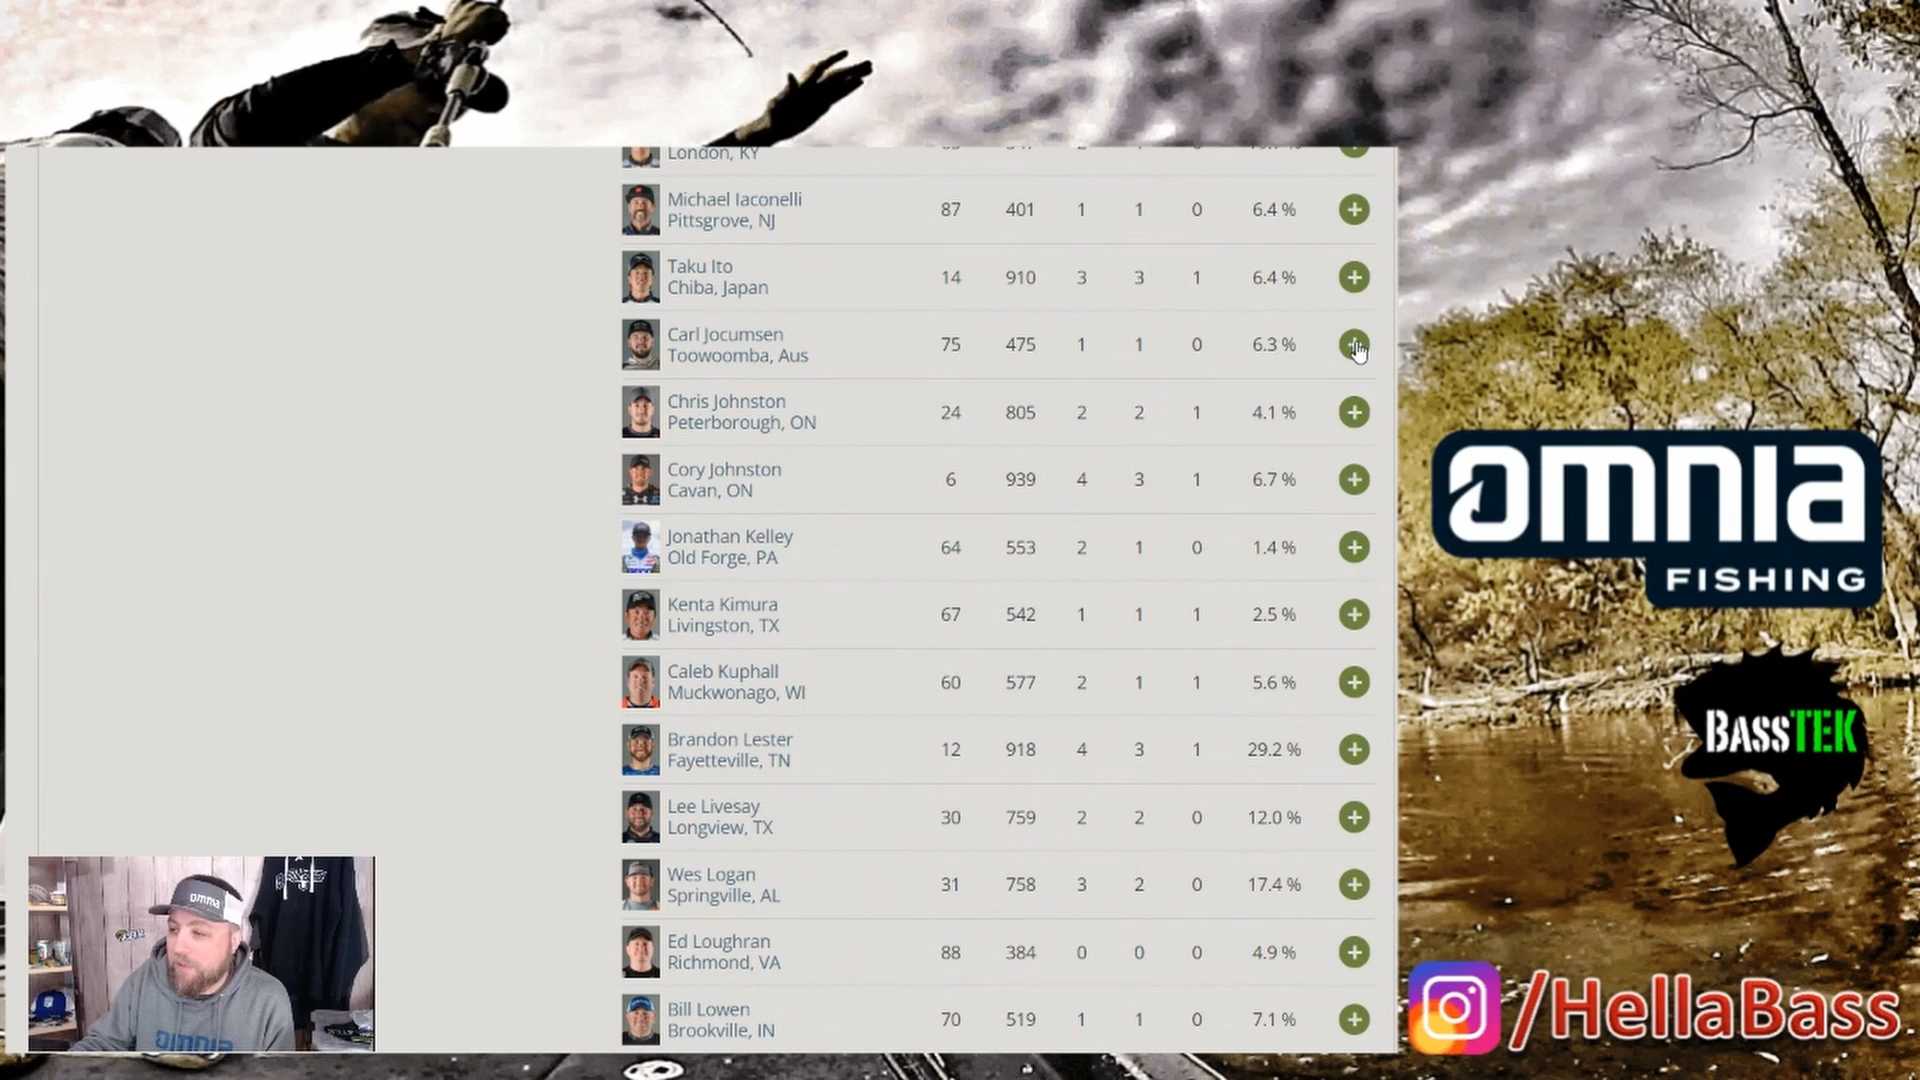 London, KY
Michael Iaconelli
Pittsgrove, NJ
87 401 1 1 0 6.4 %
Taku Ito
Chiba, Japan
14 910 3 3 1 6.4 %
Carl Jocumsen
Toowoomba, Aus
75 475 1 1 0 6.3 %
Chris Johnston
Peterborough, ON
24 805 2 2 1 4.1 %
Cory Johnston
Cavan, ON
6 939 4 3 1 6.7 %
Jonathan Kelley
Old Forge, PA
64 553 2 1 0 1.4 %
Kenta Kimura
Livingston, TX
67 542 1 1 1 2.5 %
Caleb Kuphall
Muckwonago, WI
60 577 2 1 1 5.6 %
Brandon Lester
Fayetteville, TN
12 918 4 3 1 29.2 %
Lee Livesay
Longview, TX
30 759 2 2 0 12.0 %
Wes Logan
Springville, AL
31 758 3 2 0 17.4 %
Ed Loughran
Richmond, VA
88 384 0 0 0 4.9 %
Bill Lowen
Brookville, IN
70 519 1 1 0 7.1 %
omnia
FISHING
BASSTEK
/HellaBass
omnia
omnia